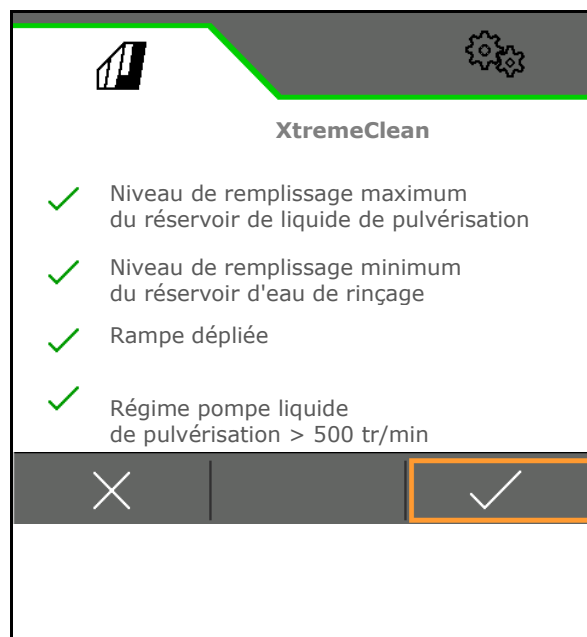 XtremeClean
Niveau de remplissage maximum
du réservoir de liquide de pulvérisation
Niveau de remplissage minimum
du réservoir d'eau de rinçage
Rampe dépliée
Régime pompe liquide
de pulvérisation > 500 tr/min